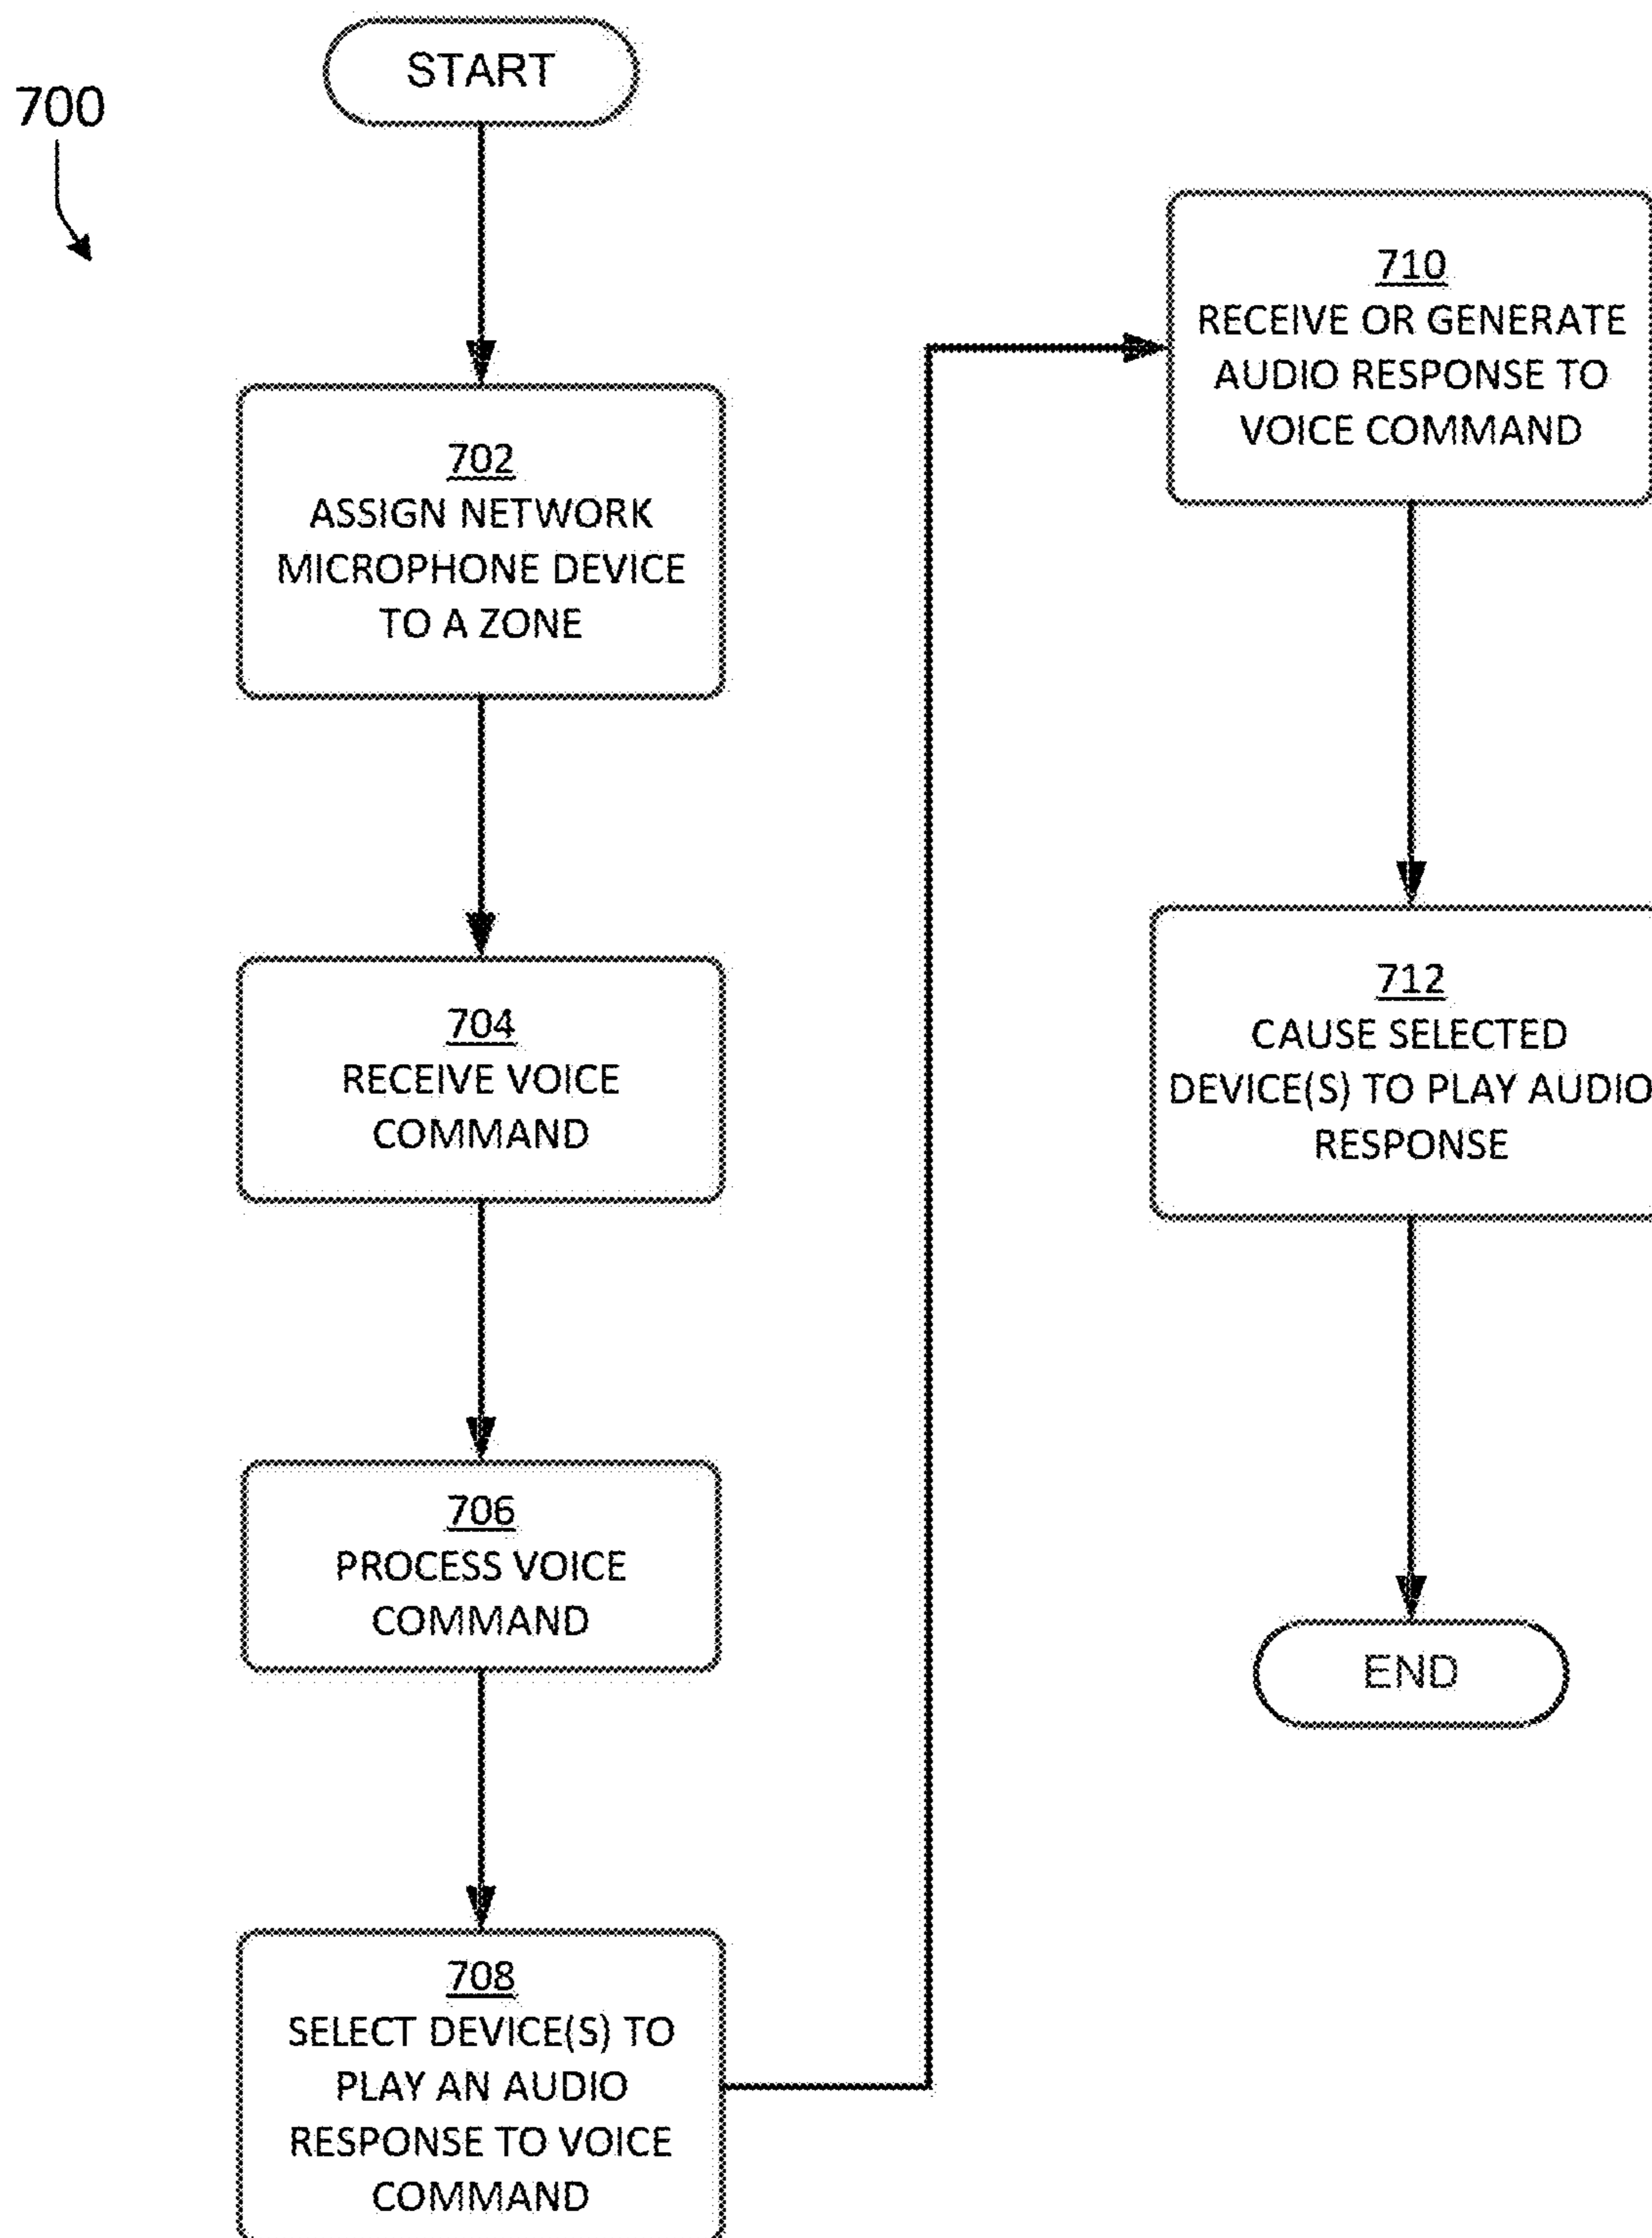 700
START
702
ASSIGN NETWORK
MICROPHONE DEVICE
TO A ZONE
704
RECEIVE VOICE
COMMAND
706
PROCESS VOICE
COMMAND
708
SELECT DEVICE(S) TO
PLAY AN AUDIO
RESPONSE TO VOICE
COMMAND
710
RECEIVE OR GENERATE
AUDIO RESPONSE TO
VOICE COMMAND
712
CAUSE SELECTED
DEVICE(S) TO PLAY AUDIO
RESPONSE
END